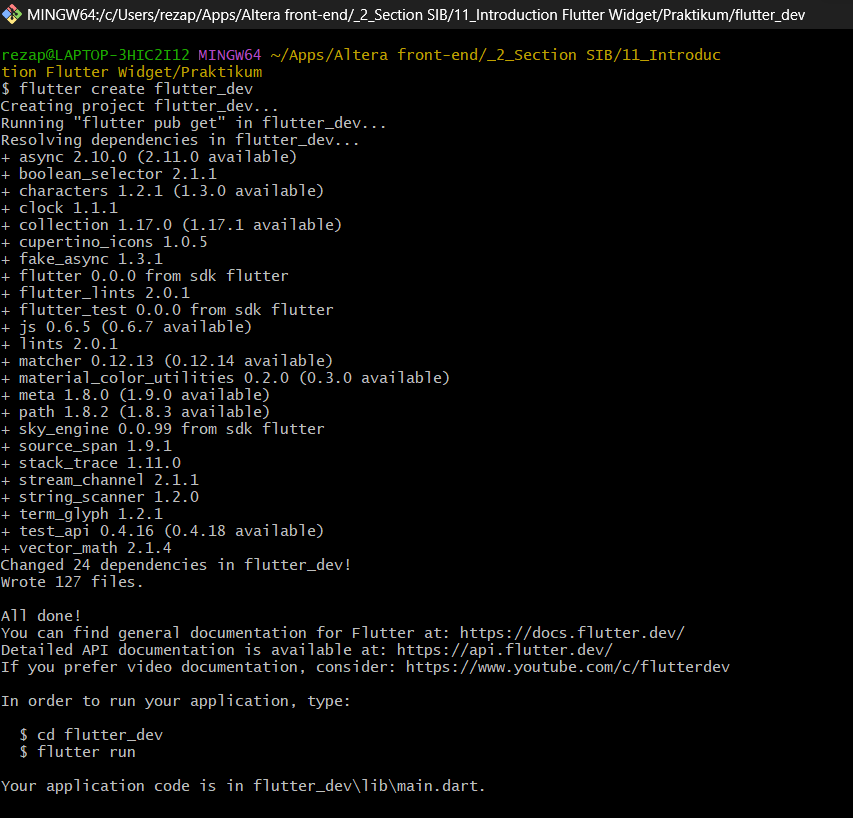 MINGW64:/c/Users/rezap/Apps/Altera front-end/_2_Section SIB/11_Introduction Flutter Widget/Praktikum/flutter_dev
rezap@LAPTOP-3HIC2I12 MINGW64 ~/Apps/Altera front-end/_2_Section SIB/11_Introduc
tion Flutter Widget/Praktikum
$ flutter create flutter_dev
Creating project flutter_dev...
Running "flutter pub get" in flutter_dev...
Resolving dependencies in flutter_dev...
+ async 2.10.0 (2.11.0 available)
+ boolean_selector 2.1.1
+ characters 1.2.1 (1.3.0 available)
+ clock 1.1.1
+ collection 1.17.0 (1.17.1 available)
+ cupertino_icons 1.0.5
+ fake_async 1.3.1
+ flutter 0.0.0 from sdk flutter
+ flutter_lints 2.0.1
+ flutter_test 0.0.0 from sdk flutter
+ js 0.6.5 (0.6.7 available)
+ lints 2.0.1
+ matcher 0.12.13 (0.12.14 available)
+ material_color_utilities 0.2.0 (0.3.0 available)
+ meta 1.8.0 (1.9.0 available)
+ path 1.8.2 (1.8.3 available)
+ sky_engine 0.0.99 from sdk flutter
+ source_span 1.9.1
+ stack_trace 1.11.0
+ stream_channel 2.1.1
+ string_scanner 1.2.0
+ term_glyph 1.2.1
+ test_api 0.4.16 (0.4.18 available)
+ vector_math 2.1.4
Changed 24 dependencies in flutter_dev!
Wrote 127 files.
All done!
You can find general documentation for Flutter at: https://docs.flutter.dev/
Detailed API documentation is available at: https://api.flutter.dev/
If you prefer video documentation, consider: https://www.youtube.com/c/flutterdev
In order to run your application, type:
$ cd flutter_dev
$ flutter run
Your application code is in flutter_dev\lib\main.dart.